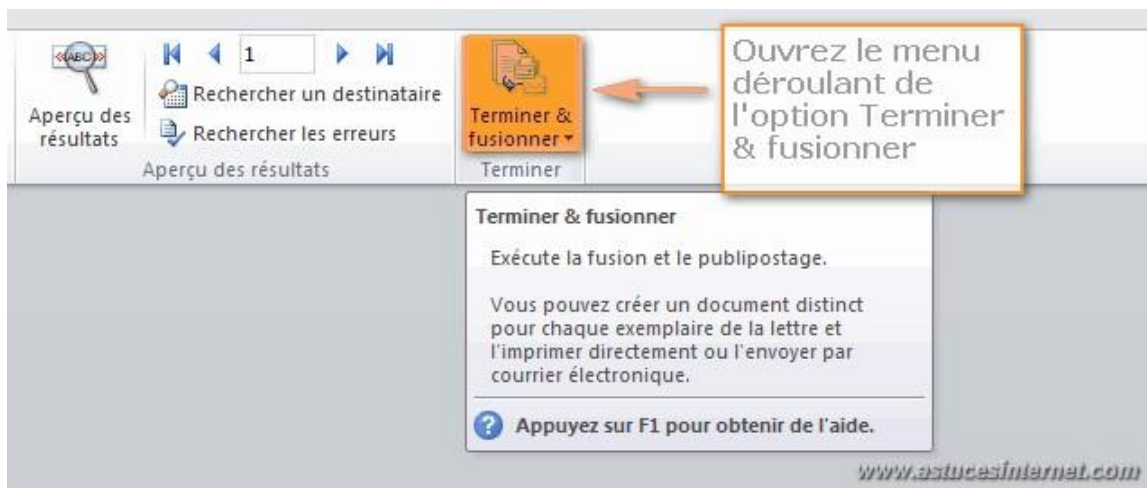 «ABC»
1
Rechercher un destinataire
Aperçu des
résultats
Rechercher les erreurs
Aperçu des résultats
Terminer &
fusionner
Terminer
Ouvrez le menu
déroulant de
l'option Terminer
& fusionner
Terminer & fusionner
Exécute la fusion et le publipostage.
Vous pouvez créer un document distinct
pour chaque exemplaire de la lettre et
l'imprimer directement ou l'envoyer par
courrier électronique.
Appuyez sur F1 pour obtenir de l'aide.
www.astucesinternet.com